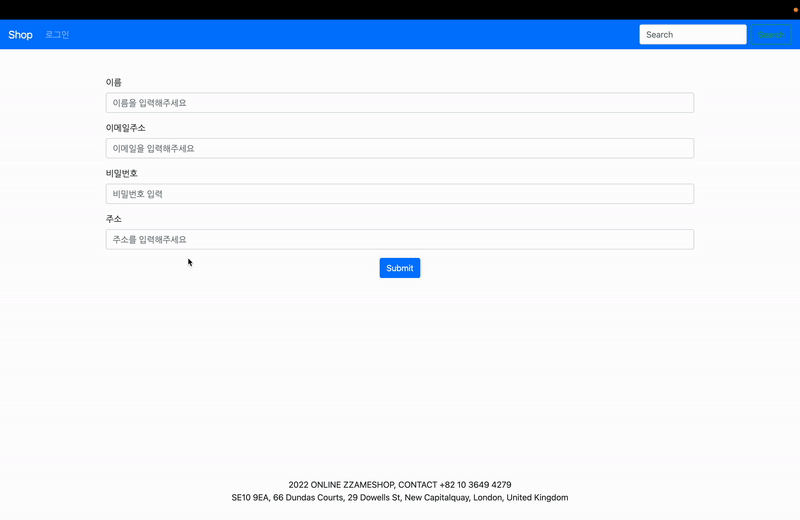 Shop 로그인 Search Search
이름
이름을 입력해주세요
이메일주소
이메일을 입력해주세요
비밀번호
비밀번호 입력
주소
주소를 입력해주세요
Submit
2022 ONLINE ZZAMESHOP, CONTACT +82 10 3649 4279
SE10 9EA, 66 Dundas Courts, 29 Dowells St, New Capitalquay, London, United Kingdom